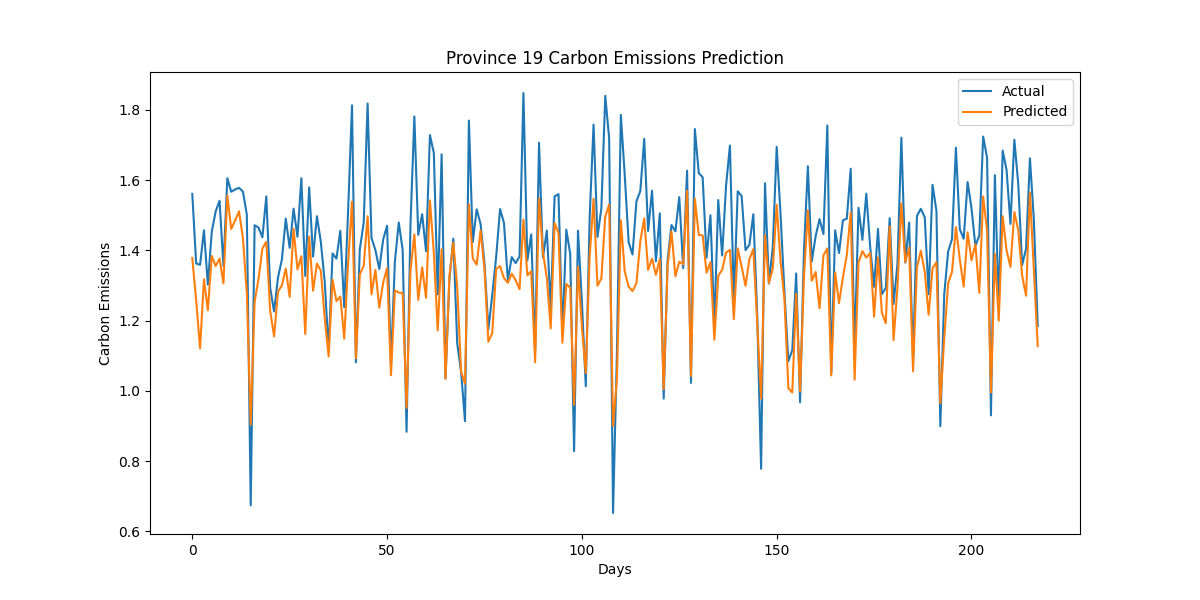 Province 19 Carbon Emissions Prediction
Actual
Predicted
Carbon Emissions
1.8
1.6
1.4
1.2
1.0
0.8
0.6
0 50 100 150 200
Days